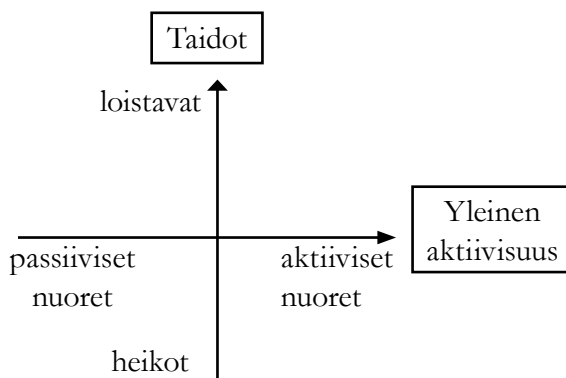 Taidot
loistavat
Yleinen
aktiivisuus
passiiviset
nuoret
aktiiviset
nuoret
heikot